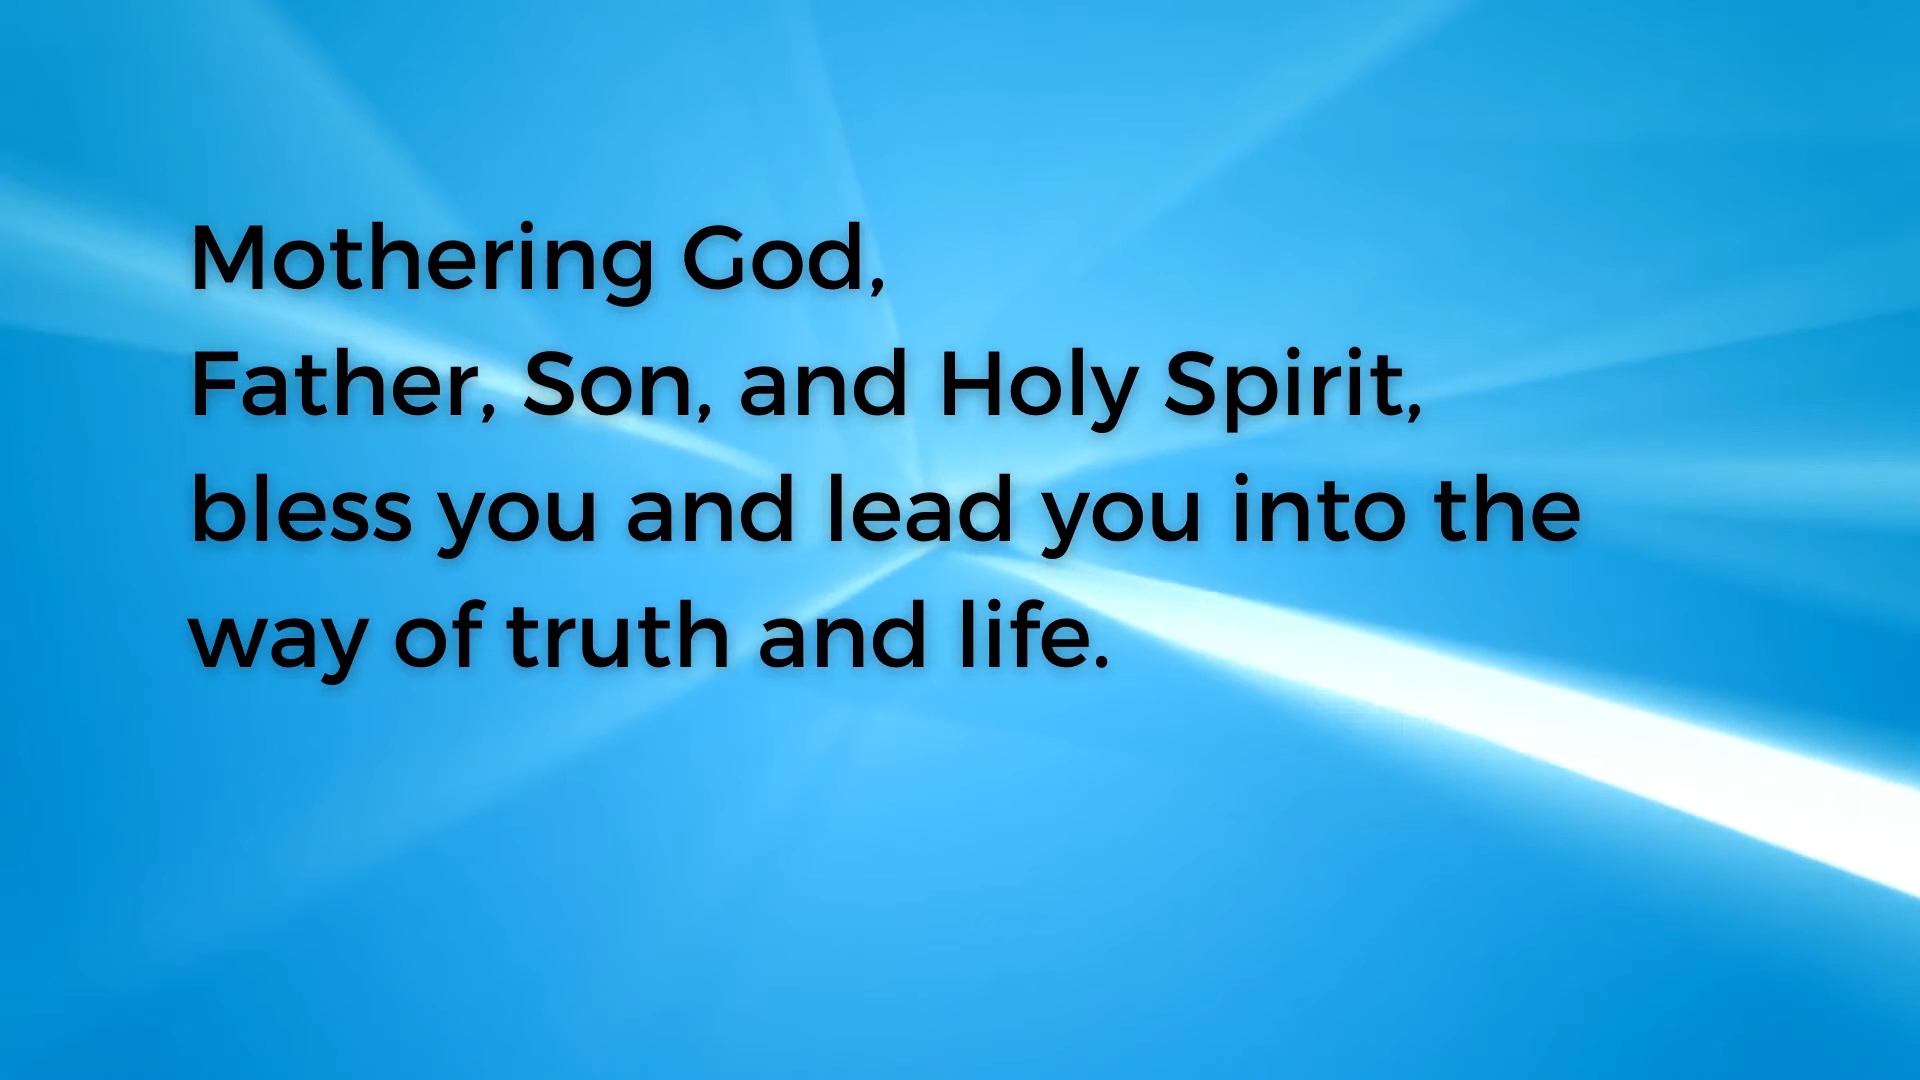 Mothering God,
Father, Son, and Holy Spirit,
bless you and lead you into the
way of truth and life.